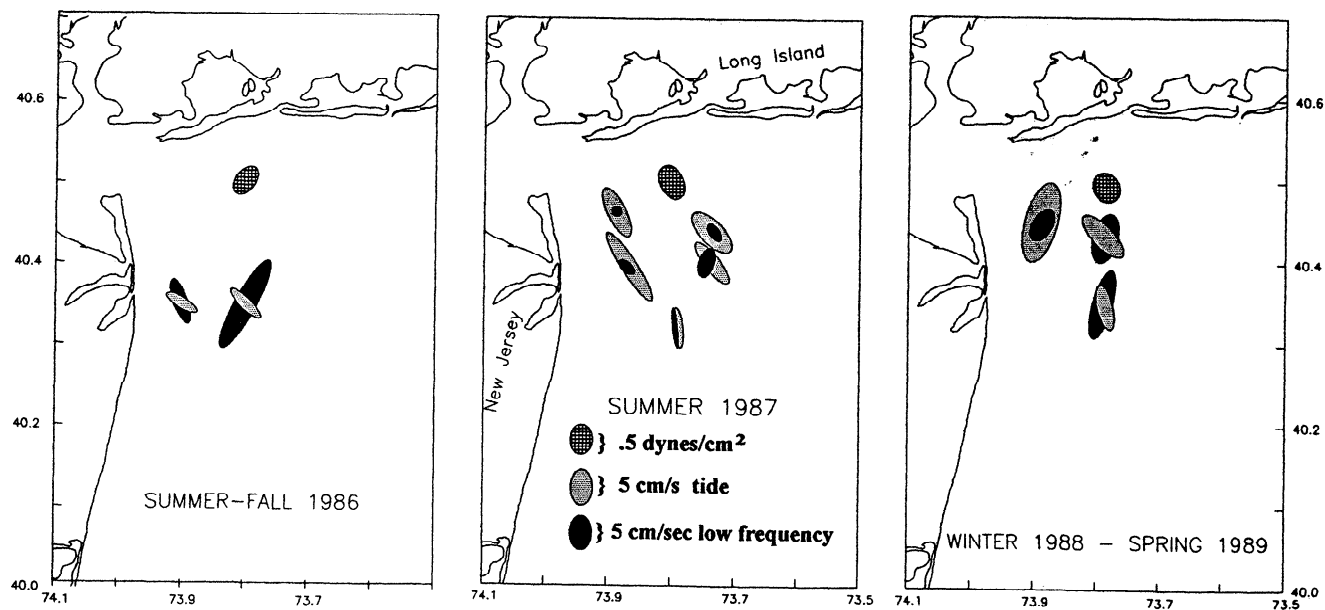 40.6
40.4
40.2
40.0
74.1
73.9
73.7
SUMMER-FALL 1986
Long Island
New Jersey
SUMMER 1987
} .5 dynes/cm²
} 5 cm/s tide
} 5 cm/sec low frequency
74.1
73.9
73.7
73.5
WINTER 1988 - SPRING 1989
40.6
40.4
40.2
40.0
74.1
73.9
73.7
73.5